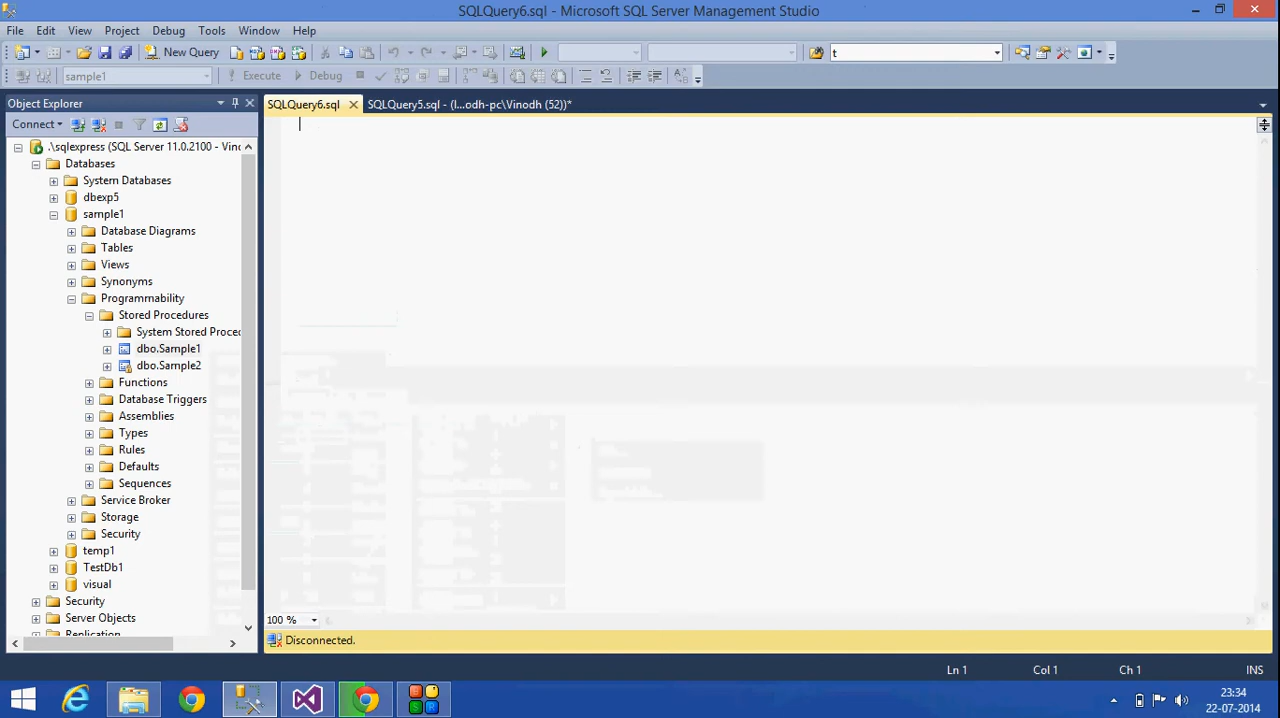 SQLQuery6.sql - Microsoft SQL Server Management Studio
File Edit View Project Debug Tools Window Help
New Query t
sample1 Execute Debug
Object Explorer
SQLQuery6.sql SQLQuery5.sql - (l...odh-pc\Vinodh (52))*
Connect
.\sqlexpress (SQL Server 11.0.2100 - Vino
Databases
System Databases
dbexp5
sample1
Database Diagrams
Tables
Views
Synonyms
Programmability
Stored Procedures
System Stored Proced
dbo.Sample1
dbo.Sample2
Functions
Database Triggers
Assemblies
Types
Rules
Defaults
Sequences
Service Broker
Storage
Security
temp1
TestDb1
visual
Security
Server Objects
Replication
100 %
Disconnected.
Ln 1 Col 1 Ch 1 INS
23:34
22-07-2014